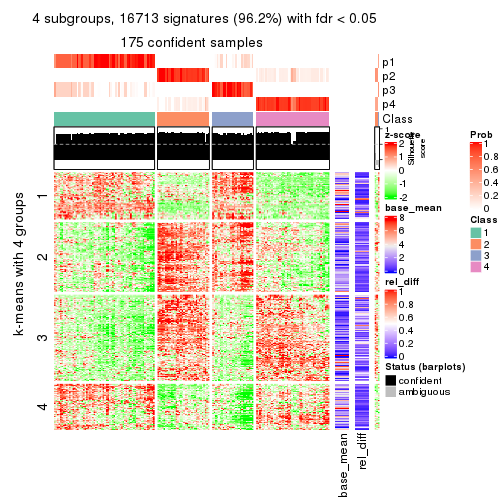 4 subgroups, 16713 signatures (96.2%) with fdr < 0.05
175 confident samples
p1
p2
p3
p4
Class
1
Silhouette
score
k-means with 4 groups
1
2
3
4
base_mean
rel_diff
z-score
2
1
0
-1
-2
base_mean
8
6
4
2
0
rel_diff
1
0.8
0.6
0.4
0.2
0
Status (barplots)
confident
ambiguous
Prob
1
0.8
0.6
0.4
0.2
0
Class
1
2
3
4